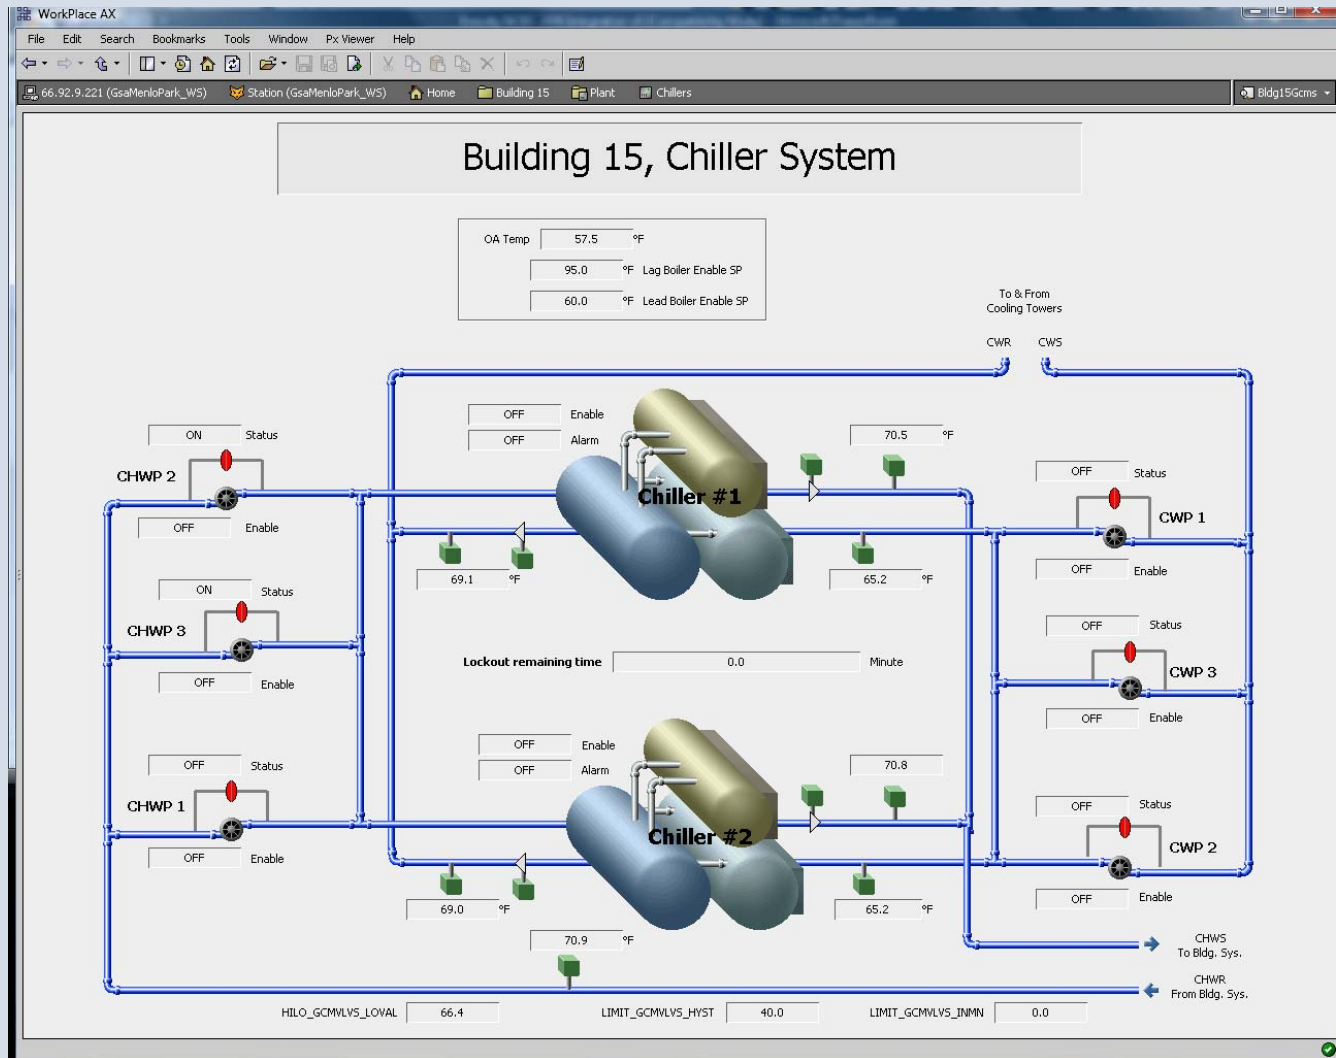 WorkPlace AX
File Edit Search Bookmarks Tools Window Px Viewer Help
66.92.9.221 (GsaMenloPark_WS) Station (GsaMenloPark_WS) Home Building 15 Plant Chillers Bldg15Gcms
Building 15, Chiller System
OA Temp 57.5 °F
95.0 °F Lag Boiler Enable SP
60.0 °F Lead Boiler Enable SP
To & From
Cooling Towers
CWR CWS
OFF Enable
OFF Alarm
70.5 °F
ON Status
CHWP 2
OFF Enable
Chiller #1
OFF Status
CWP 1
OFF Enable
69.1 °F
65.2 °F
ON Status
CHWP 3
OFF Enable
Lockout remaining time 0.0 Minute
OFF Status
CWP 3
OFF Enable
OFF Enable
OFF Alarm
70.8
OFF Status
CHWP 1
OFF Enable
Chiller #2
OFF Status
CWP 2
OFF Enable
69.0 °F
65.2 °F
70.9 °F
CHWS
To Bldg. Sys.
CHWR
From Bldg. Sys.
HILO_GCMVLVS_LOVAL 66.4 LIMIT_GCMVLVS_HYST 40.0 LIMIT_GCMVLVS_INMN 0.0